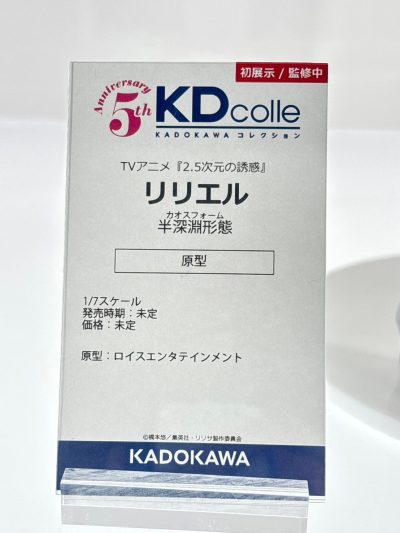 初展示 / 監修中
Anniversary
5th
KDcolle
KADOKAWA コレクション
TVアニメ『2.5次元の誘惑』
リリエル
カオスフォーム
半深淵形態
原型
1/7スケール
発売時期：未定
価格：未定
原型：ロイスエンタテインメント
©橋本悠／集英社・リリサ製作委員会
KADOKAWA